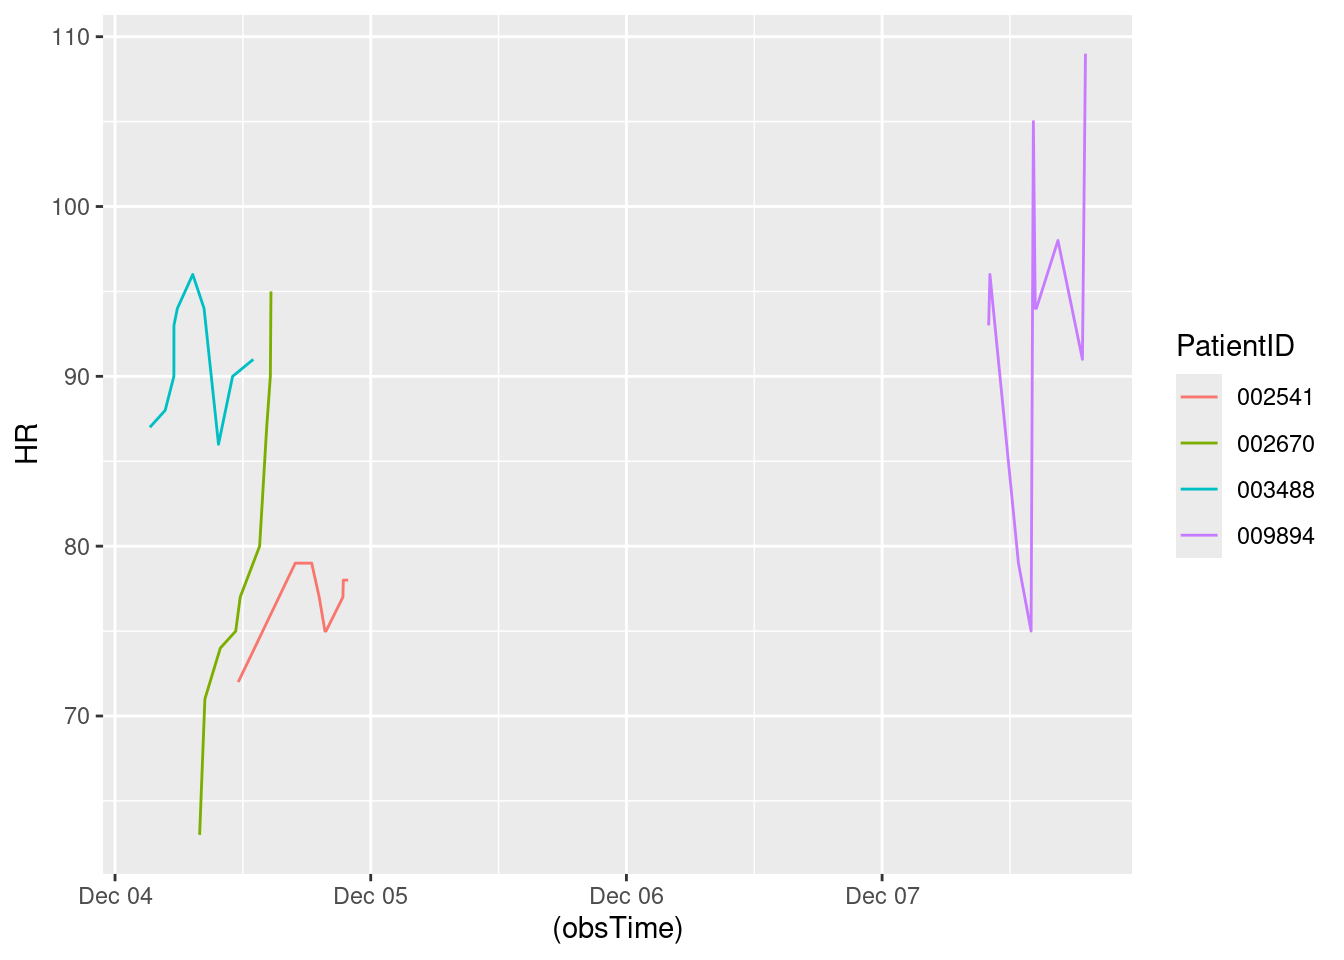 110
100
90
80
70
HR
Dec 04
Dec 05
Dec 06
Dec 07
(obsTime)
PatientID
002541
002670
003488
009894